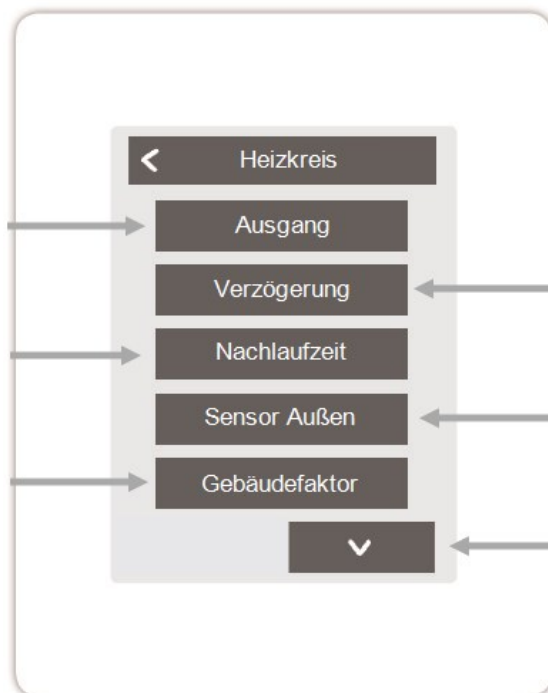 Heizkreis
Ausgang
Verzögerung
Nachlaufzeit
Sensor Außen
Gebäudefaktor